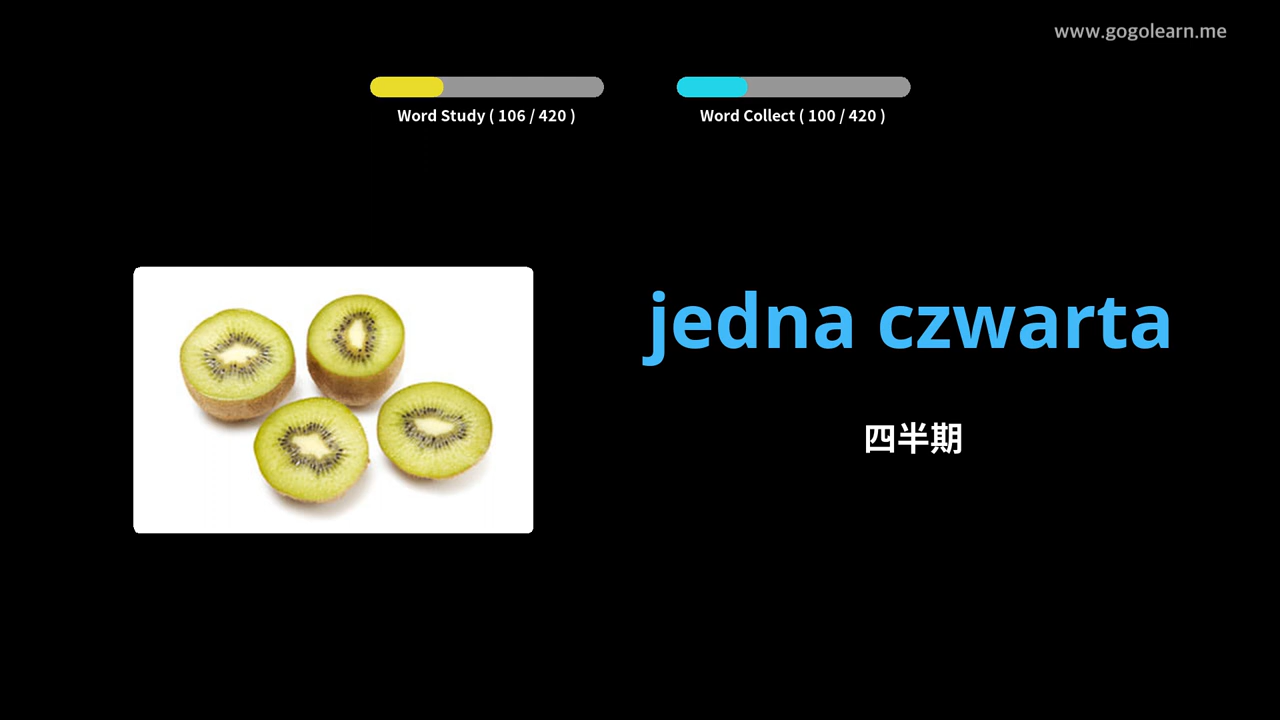 www.gogolearn.me
Word Study ( 106 / 420 )
Word Collect ( 100 / 420 )
jedna czwarta
四半期